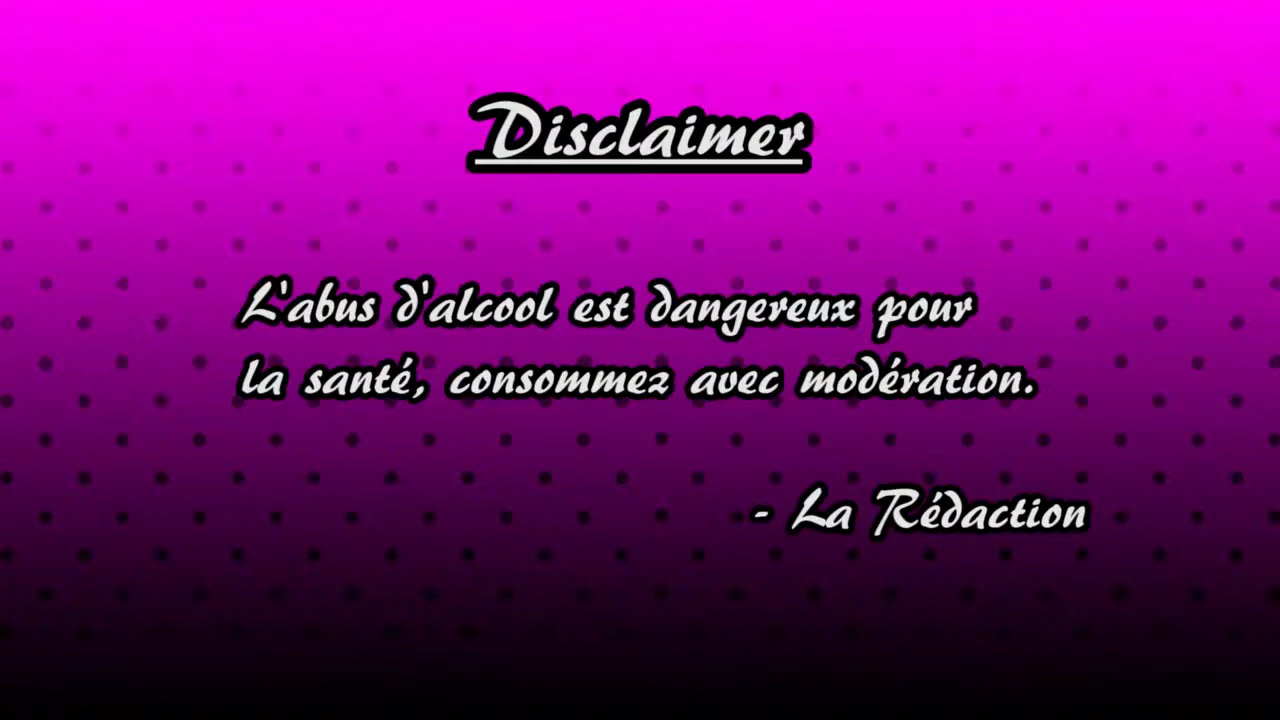 Disclaimer
L'abus d'alcool est dangereux pour
la santé, consommez avec modération.
- La Rédaction